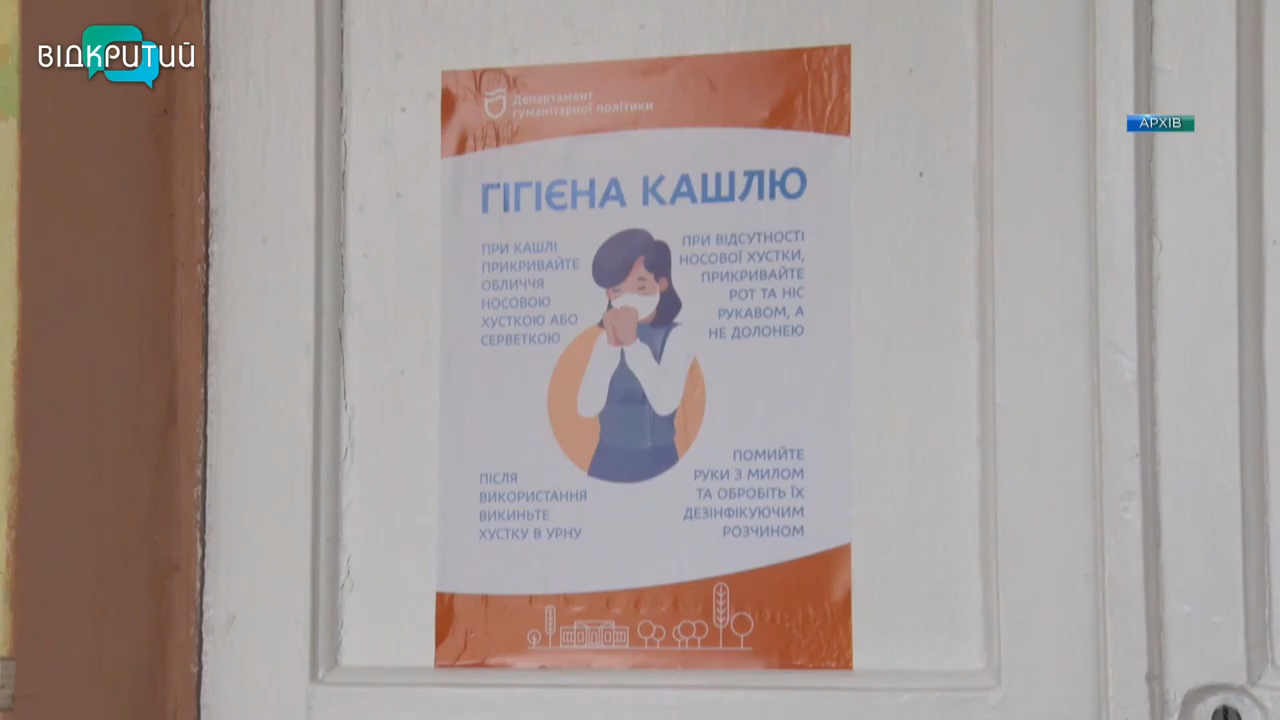 ВІДКРИТИЙ
АРХІВ
Департамент
гуманітарної політики
ГІГІЄНА КАШЛЮ
ПРИ КАШЛІ
ПРИКРИВАЙТЕ
ОБЛИЧЧЯ
НОСОВОЮ
ХУСТКОЮ АБО
СЕРВЕТКОЮ
ПРИ ВІДСУТНОСТІ
НОСОВОЇ ХУСТКИ,
ПРИКРИВАЙТЕ
РОТ ТА НІС
РУКАВОМ, А
НЕ ДОЛОНЕЮ
ПІСЛЯ
ВИКОРИСТАННЯ
ВИКИНЬТЕ
ХУСТКУ В УРНУ
ПОМИЙТЕ
РУКИ З МИЛОМ
ТА ОБРОБІТЬ ЇХ
ДЕЗІНФІКУЮЧИМ
РОЗЧИНОМ